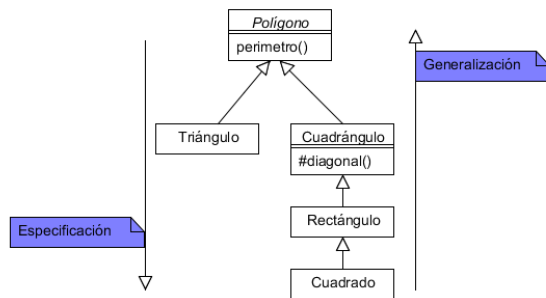 Polígono
perimetro()
Generalización
Triángulo
Cuadrángulo
#diagonal()
Especificación
Rectángulo
Cuadrado